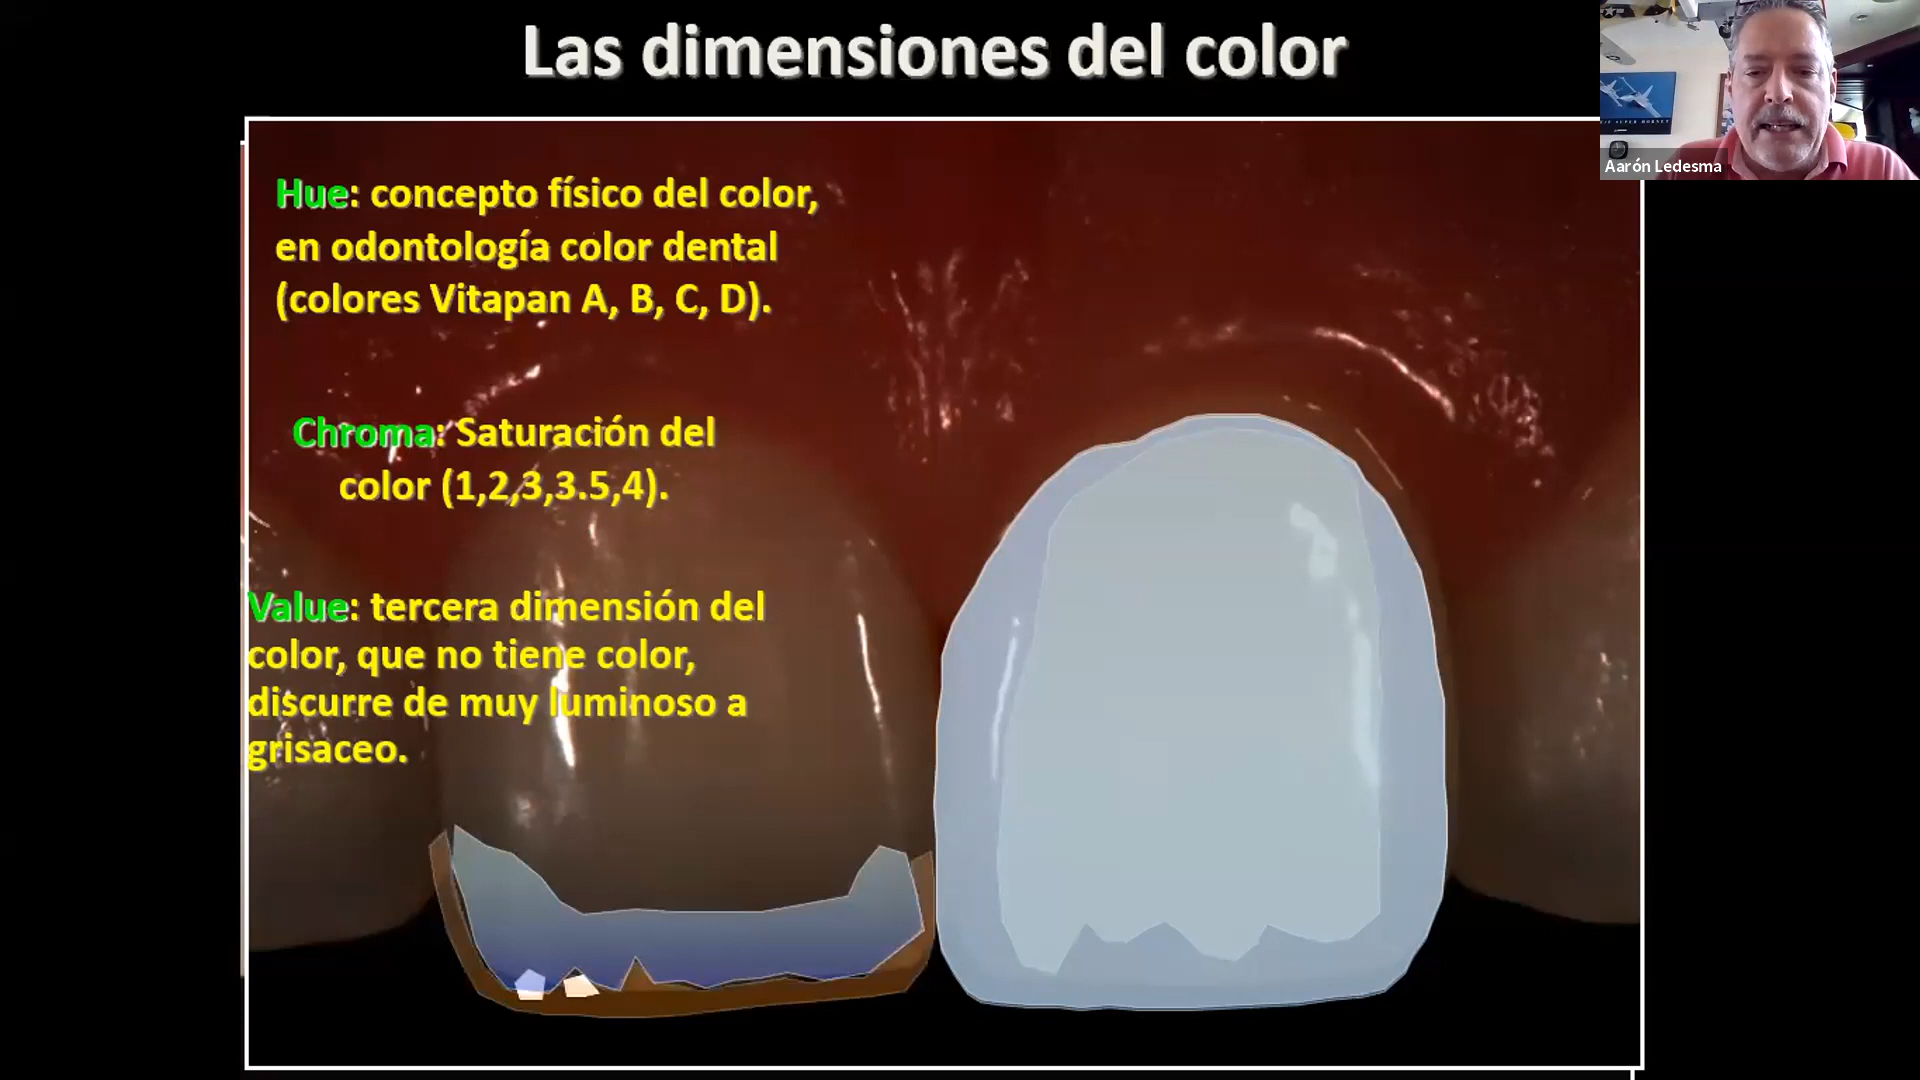 Las dimensiones del color
Aarón Ledesma
Hue: concepto físico del color,
en odontología color dental
(colores Vitapan A, B, C, D).
Chroma: Saturación del
color (1,2,3,3.5,4).
Value: tercera dimensión del
color, que no tiene color,
discurre de muy luminoso a
grisaceo.